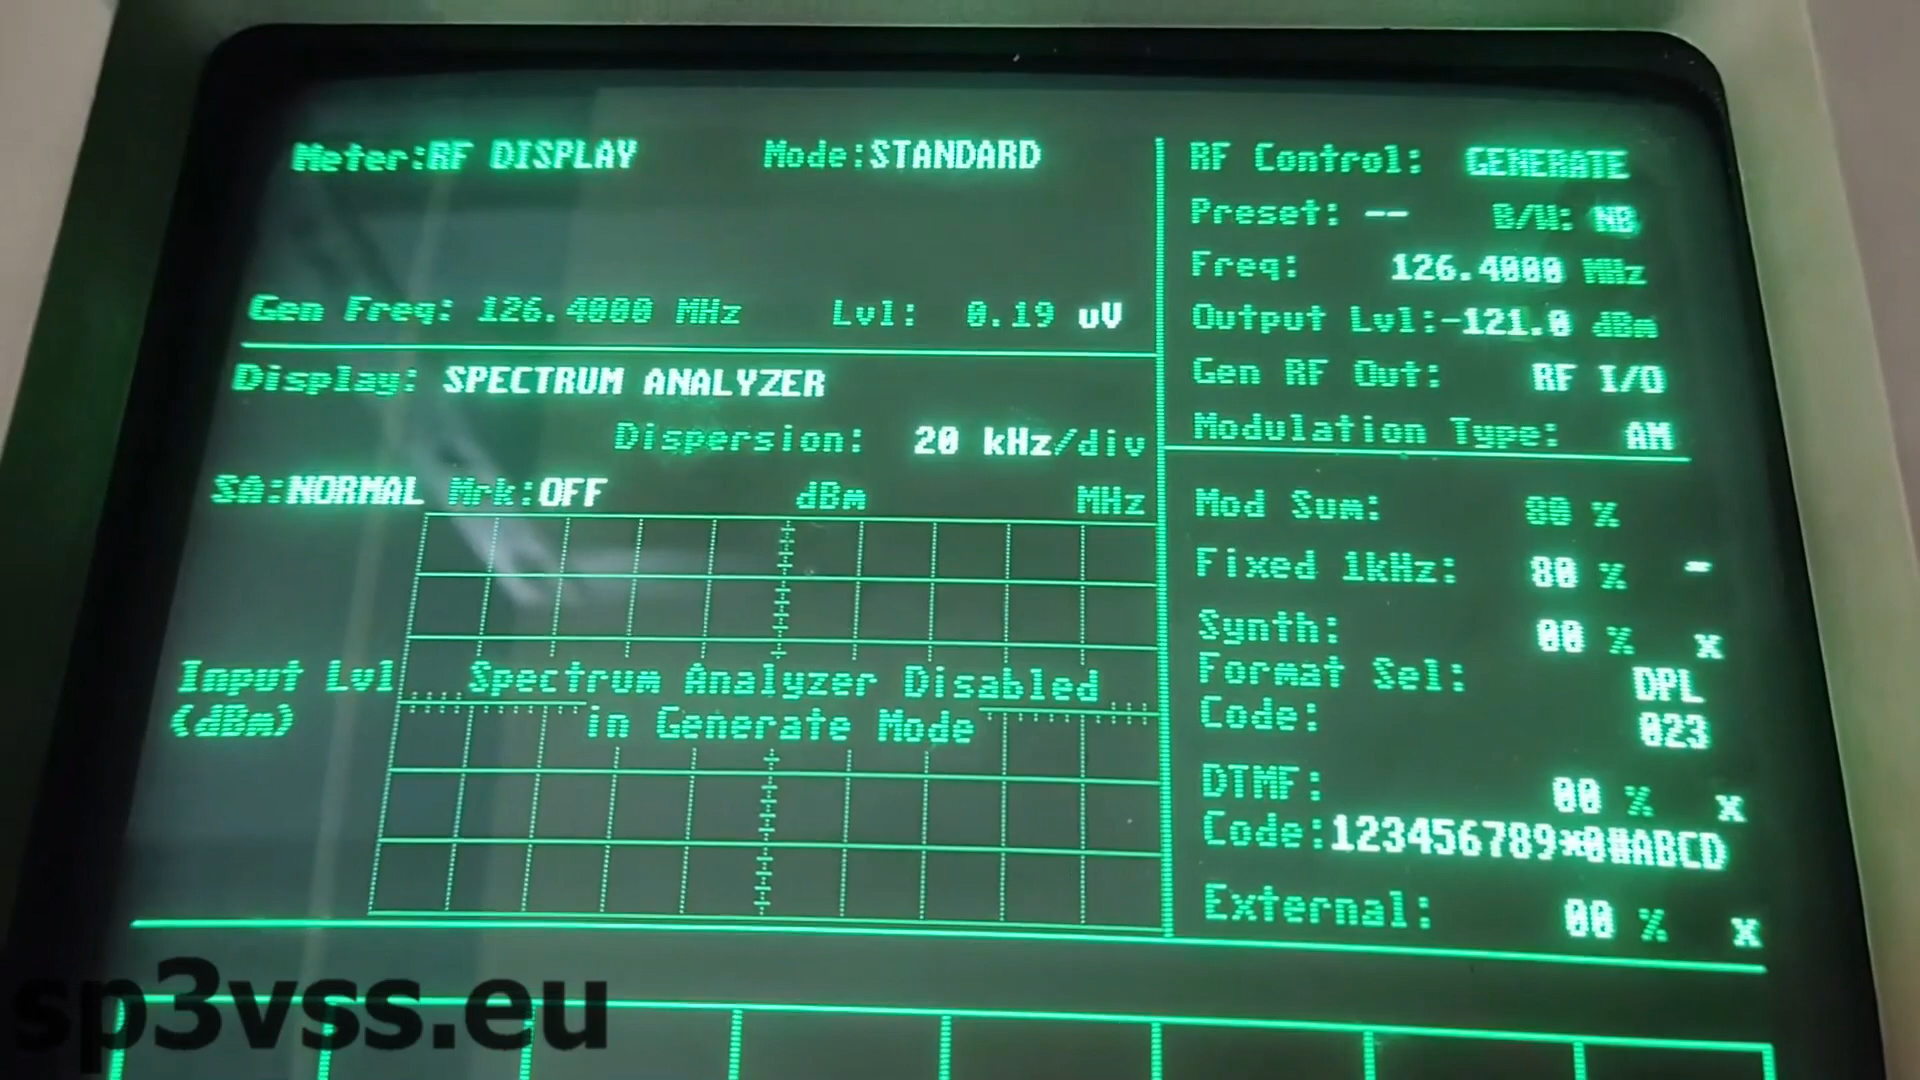 Meter:RF DISPLAY Mode:STANDARD
Gen Freq: 126.4000 MHz Lvl: 0.19 uV
Display: SPECTRUM ANALYZER
Dispersion: 20 kHz/div
SA:NORMAL Mrk:OFF dBm MHz
Input Lvl
(dBm)
Spectrum Analyzer Disabled
in Generate Mode
RF Control: GENERATE
Preset: -- B/W: NB
Freq: 126.4000 MHz
Output Lvl:-121.0 dBm
Gen RF Out: RF I/O
Modulation Type: AM
Mod Sum: 80 %
Fixed 1kHz: 80 % ~
Synth: 00 % x
Format Sel: DPL
Code: 023
DTMF: 00 % x
Code:123456789*0#ABCD
External: 00 % x
sp3vss.eu